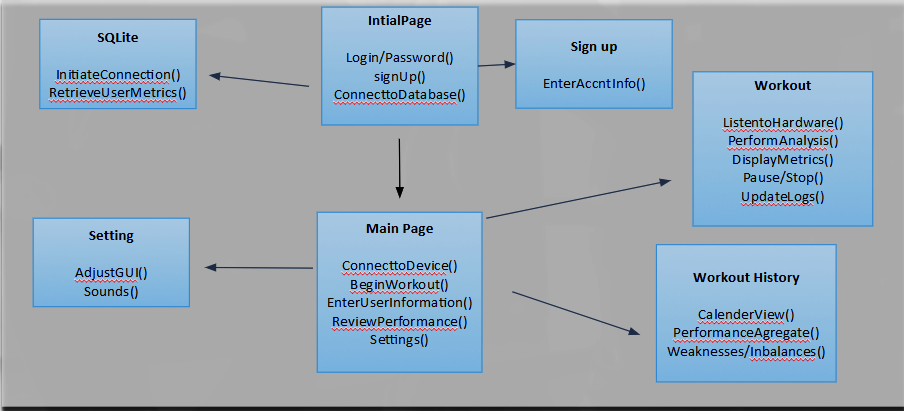 SQLite
InitiateConnection()
RetrieveUserMetrics()
IntialPage
Login/Password()
signUp()
ConnecttoDatabase()
Sign up
EnterAccntInfo()
Workout
ListentoHardware()
PerformAnalysis()
DisplayMetrics()
Pause/Stop()
UpdateLogs()
Setting
AdjustGUI()
Sounds()
Main Page
ConnecttoDevice()
BeginWorkout()
EnterUserInformation()
ReviewPerformance()
Settings()
Workout History
CalenderView()
PerformanceAgregate()
Weaknesses/Inbalances()